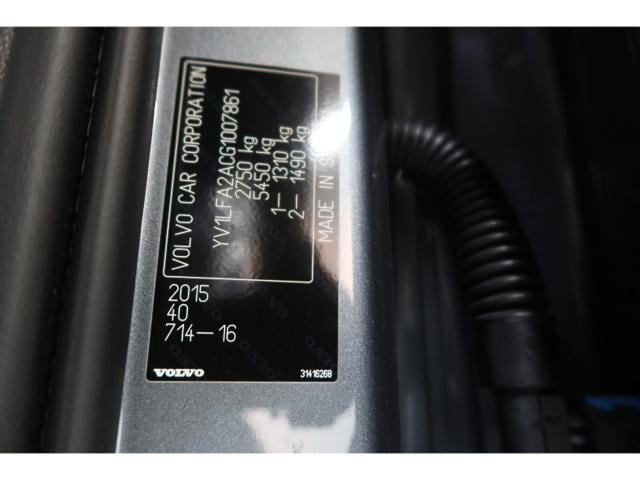 VOLVO CAR CORPORATION
YV1LFA2ACG1007861
2750 kg
5450 kg
1– 1310 kg
2– 1490 kg
MADE IN
2015
40
714–16
VOLVO
31416268